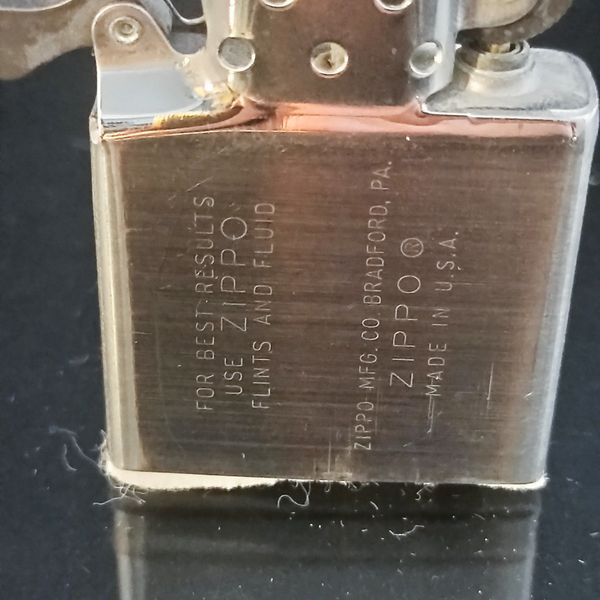 FOR BEST RESULTS
USE ZIPPO
FLINTS AND FLUID
ZIPPO MFG. CO. BRADFORD, PA.
ZIPPO ®
MADE IN U.S.A.